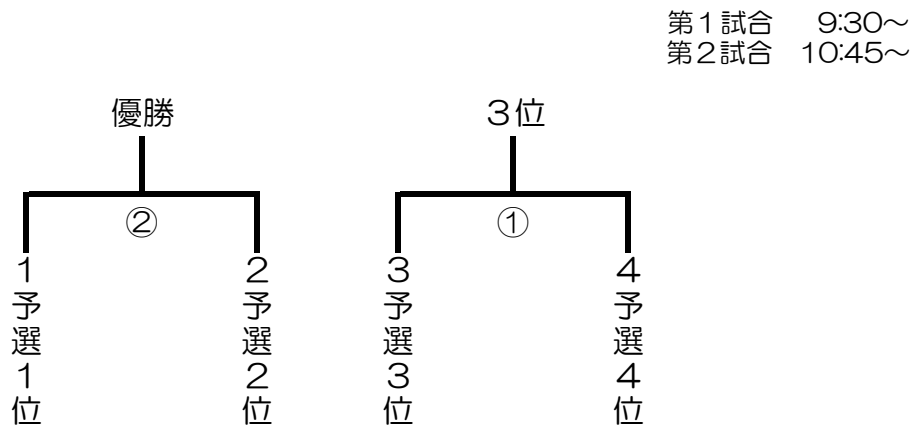 第１試合　9:30～
第２試合　10:45～
優勝
３位
②
①
１予選１位
２予選２位
３予選３位
４予選４位